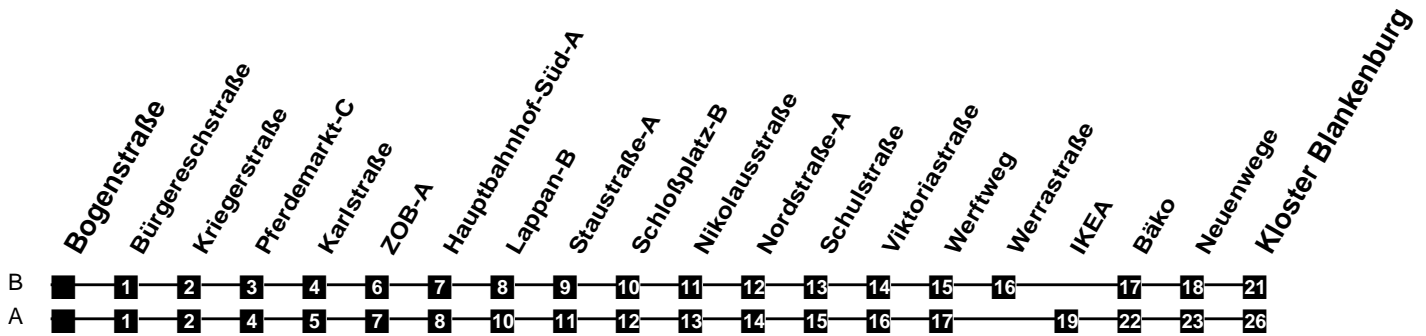 Bogenstraße
Bürgereschstraße
Kriegerstraße
Pferdemarkt-C
Karlstraße
ZOB-A
Hauptbahnhof-Süd-A
Lappan-B
Staustraße-A
Schloßplatz-B
Nikolausstraße
Nordstraße-A
Schulstraße
Viktoriastraße
Werftweg
Werrastraße
IKEA
Bäko
Neuenwege
Kloster Blankenburg
B 1 2 3 4 6 7 8 9 10 11 12 13 14 15 16 17 18 21
A 1 2 4 5 7 8 10 11 12 13 14 15 16 17 19 22 23 26